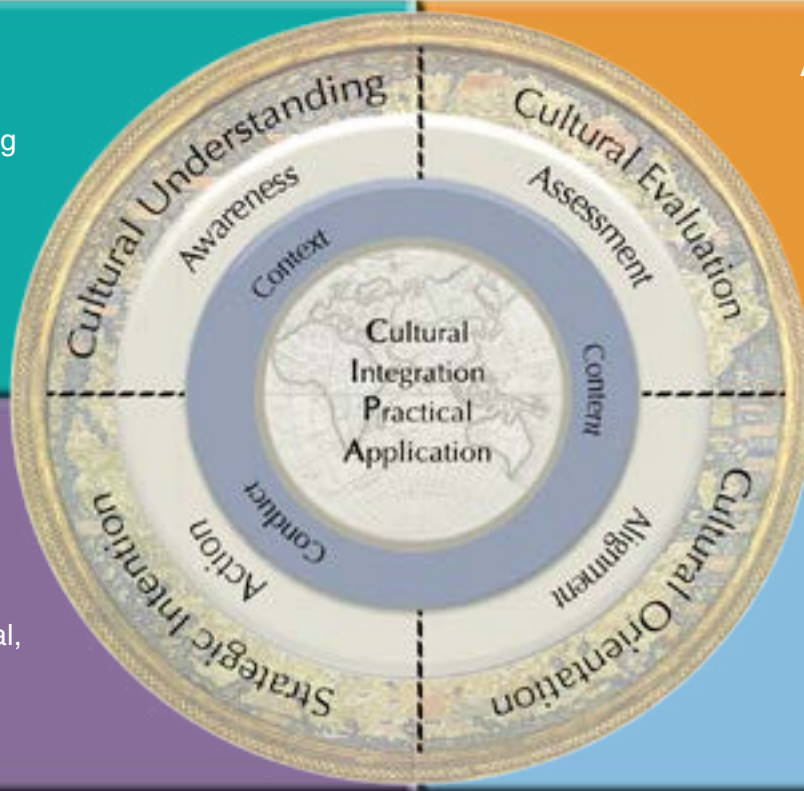 g
Cultural Understanding
Cultural Evaluation
Awareness
Assessment
Context
Content
Cultural
Integration
Practical
Application
Conduct
Action
Alignment
Strategic Intention
Cultural Orientation
al,